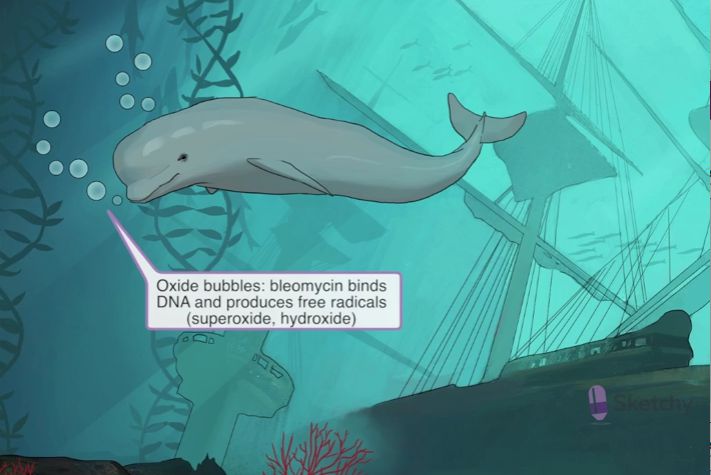 Oxide bubbles: bleomycin binds
DNA and produces free radicals
(superoxide, hydroxide)
Sketchy